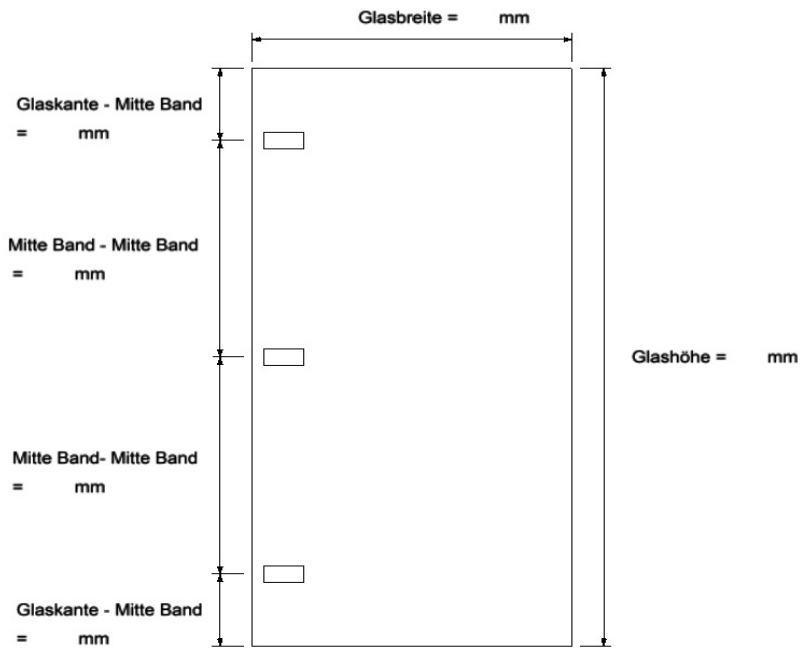 Glasbreite = mm
Glaskante - Mitte Band
= mm
Mitte Band - Mitte Band
= mm
Glashöhe = mm
Mitte Band- Mitte Band
= mm
Glaskante - Mitte Band
= mm